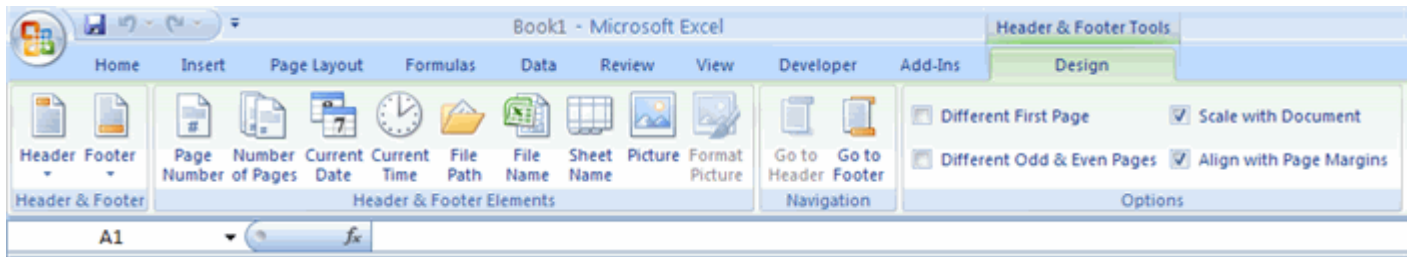 Book1 - Microsoft Excel
Header & Footer Tools
Home Insert Page Layout Formulas Data Review View Developer Add-Ins Design
# 7
Header Footer Page Number Number of Pages Current Date Current Time File Path File Name Sheet Name Picture Format Picture Go to Header Go to Footer
Different First Page Scale with Document
Different Odd & Even Pages Align with Page Margins
Header & Footer Header & Footer Elements Navigation Options
A1 fx